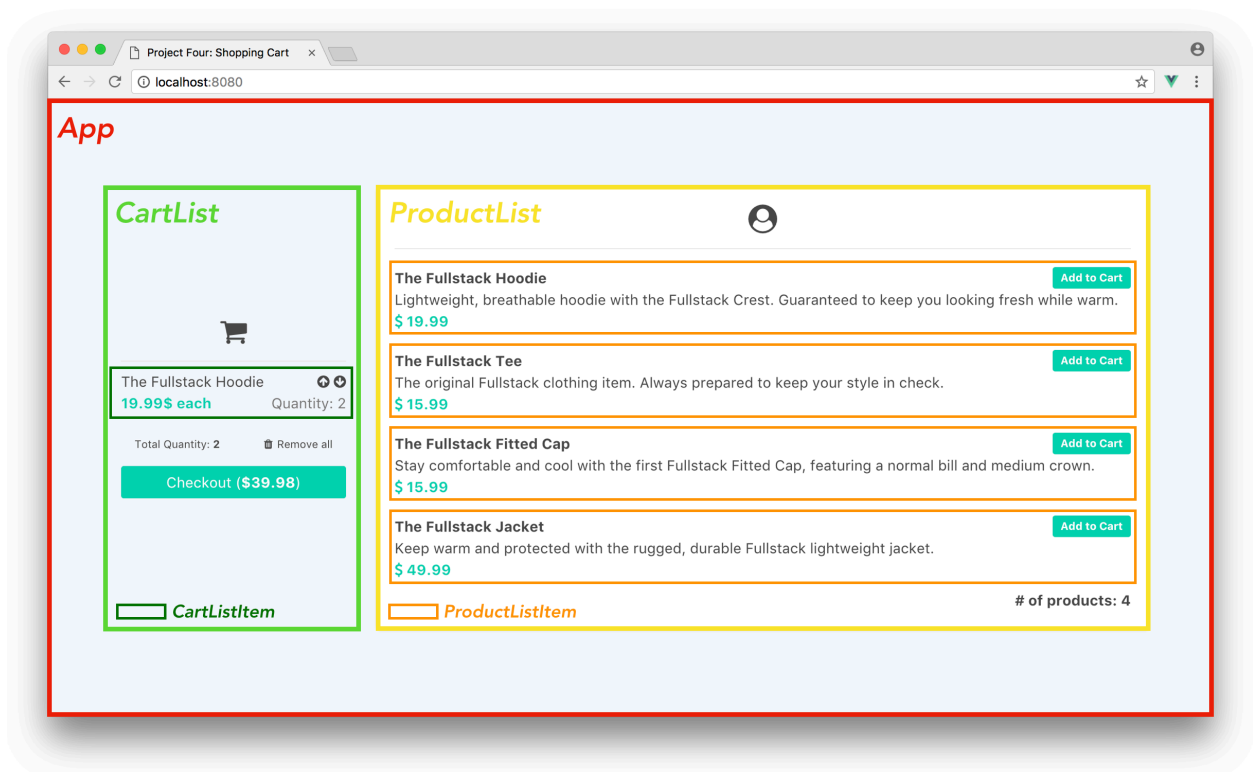 Project Four: Shopping Cart
localhost:8080
App
CartList
The Fullstack Hoodie
19.99$ each Quantity: 2
Total Quantity: 2 Remove all
Checkout ($39.98)
CartListItem
ProductList
The Fullstack Hoodie Add to Cart
Lightweight, breathable hoodie with the Fullstack Crest. Guaranteed to keep you looking fresh while warm.
$ 19.99
The Fullstack Tee Add to Cart
The original Fullstack clothing item. Always prepared to keep your style in check.
$ 15.99
The Fullstack Fitted Cap Add to Cart
Stay comfortable and cool with the first Fullstack Fitted Cap, featuring a normal bill and medium crown.
$ 15.99
The Fullstack Jacket Add to Cart
Keep warm and protected with the rugged, durable Fullstack lightweight jacket.
$ 49.99
# of products: 4
ProductListItem